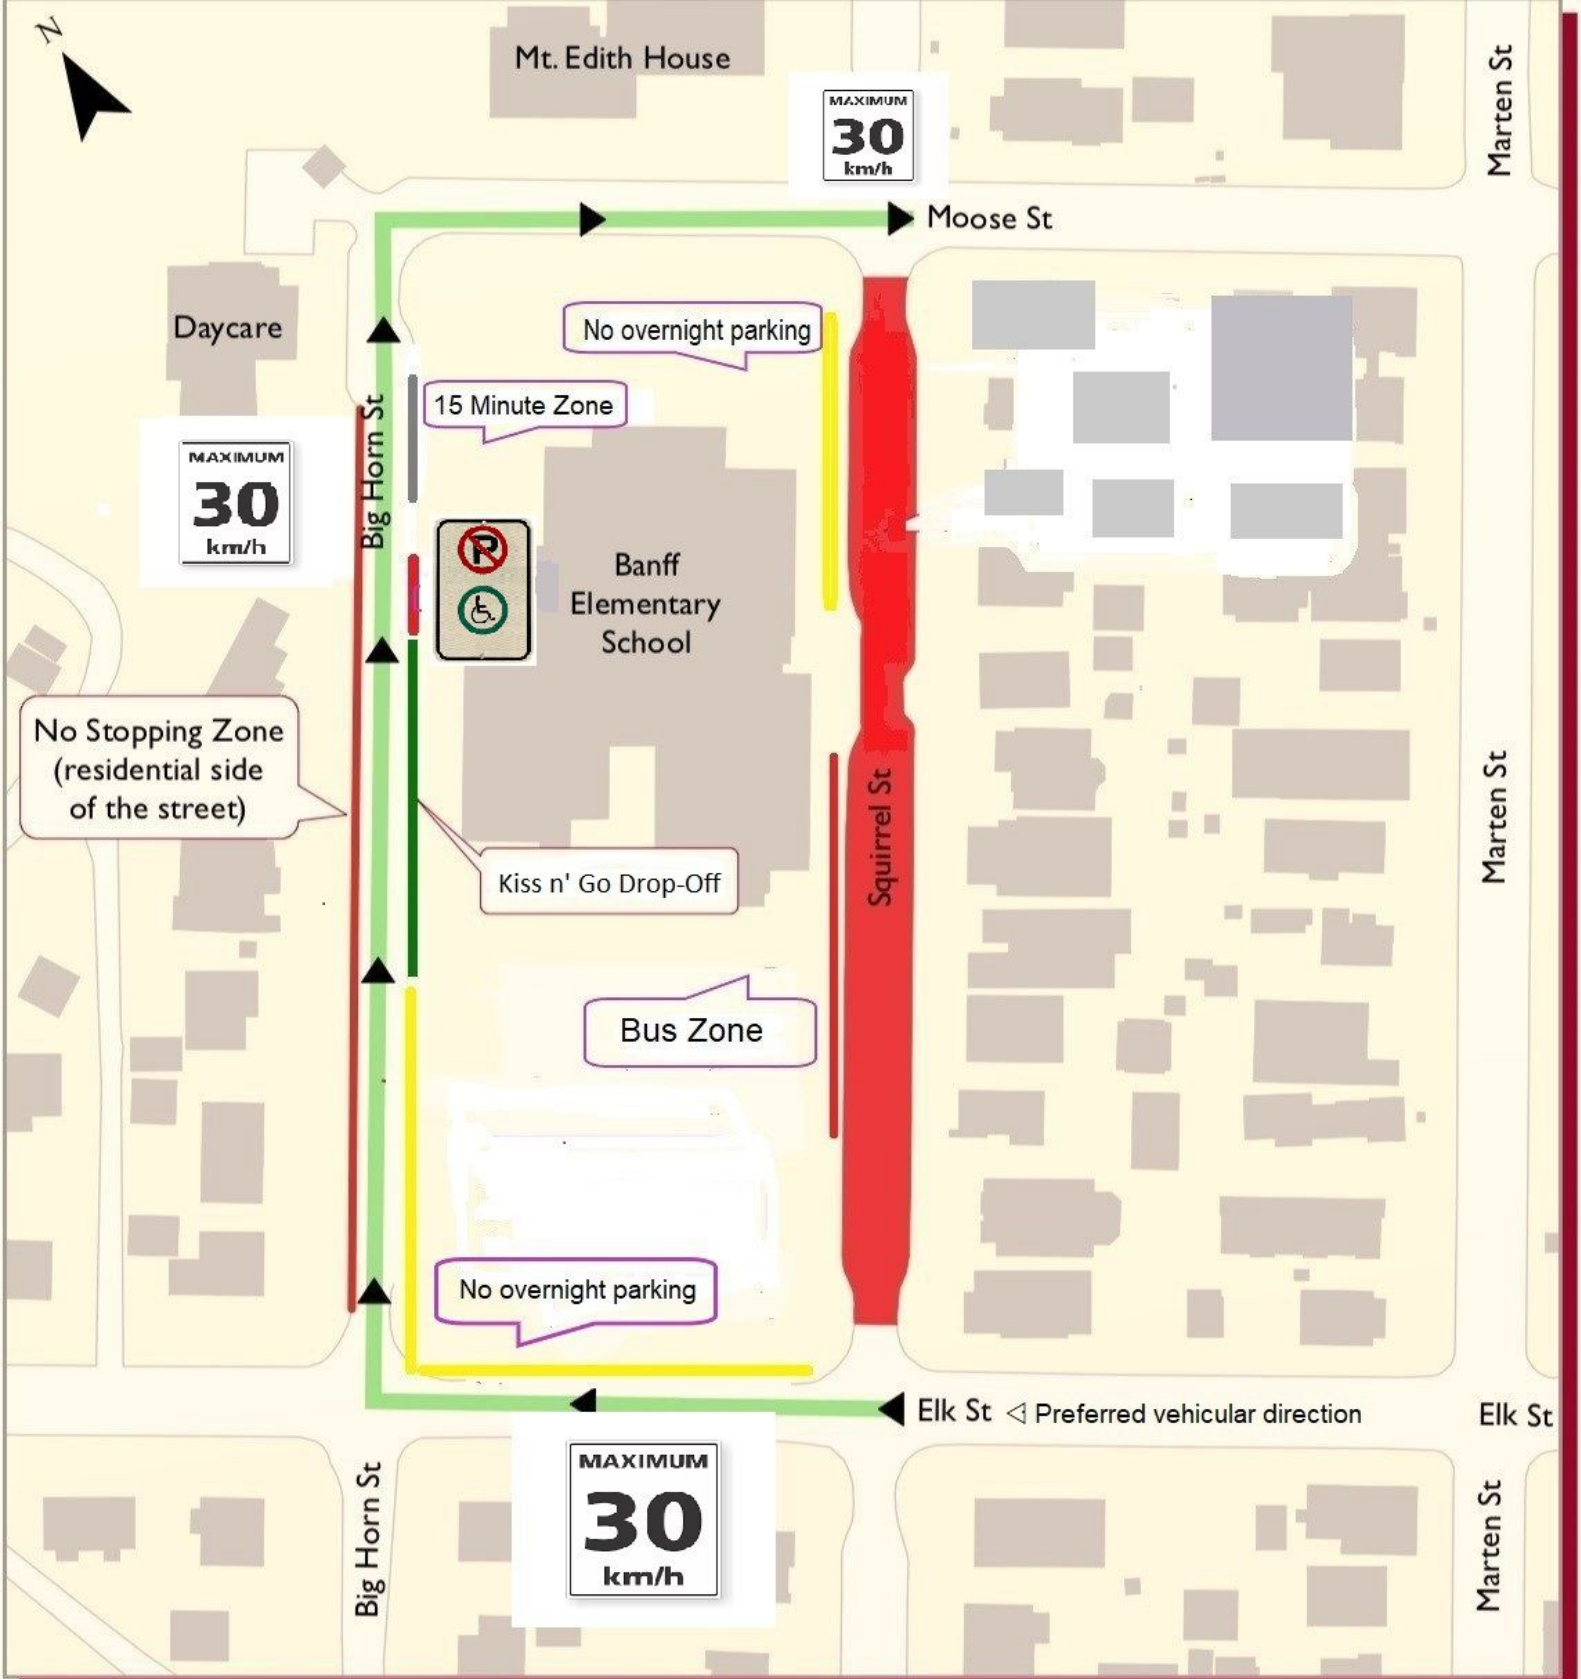 N
Mt. Edith House
MAXIMUM
30
km/h
Marten St
Moose St
Daycare
No overnight parking
15 Minute Zone
MAXIMUM
30
km/h
Big Horn St
P
Banff
Elementary
School
No Stopping Zone
(residential side
of the street)
Kiss n' Go Drop-Off
Squirrel St
Marten St
Bus Zone
No overnight parking
Elk St ◁ Preferred vehicular direction
Elk St
MAXIMUM
30
km/h
Big Horn St
Marten St